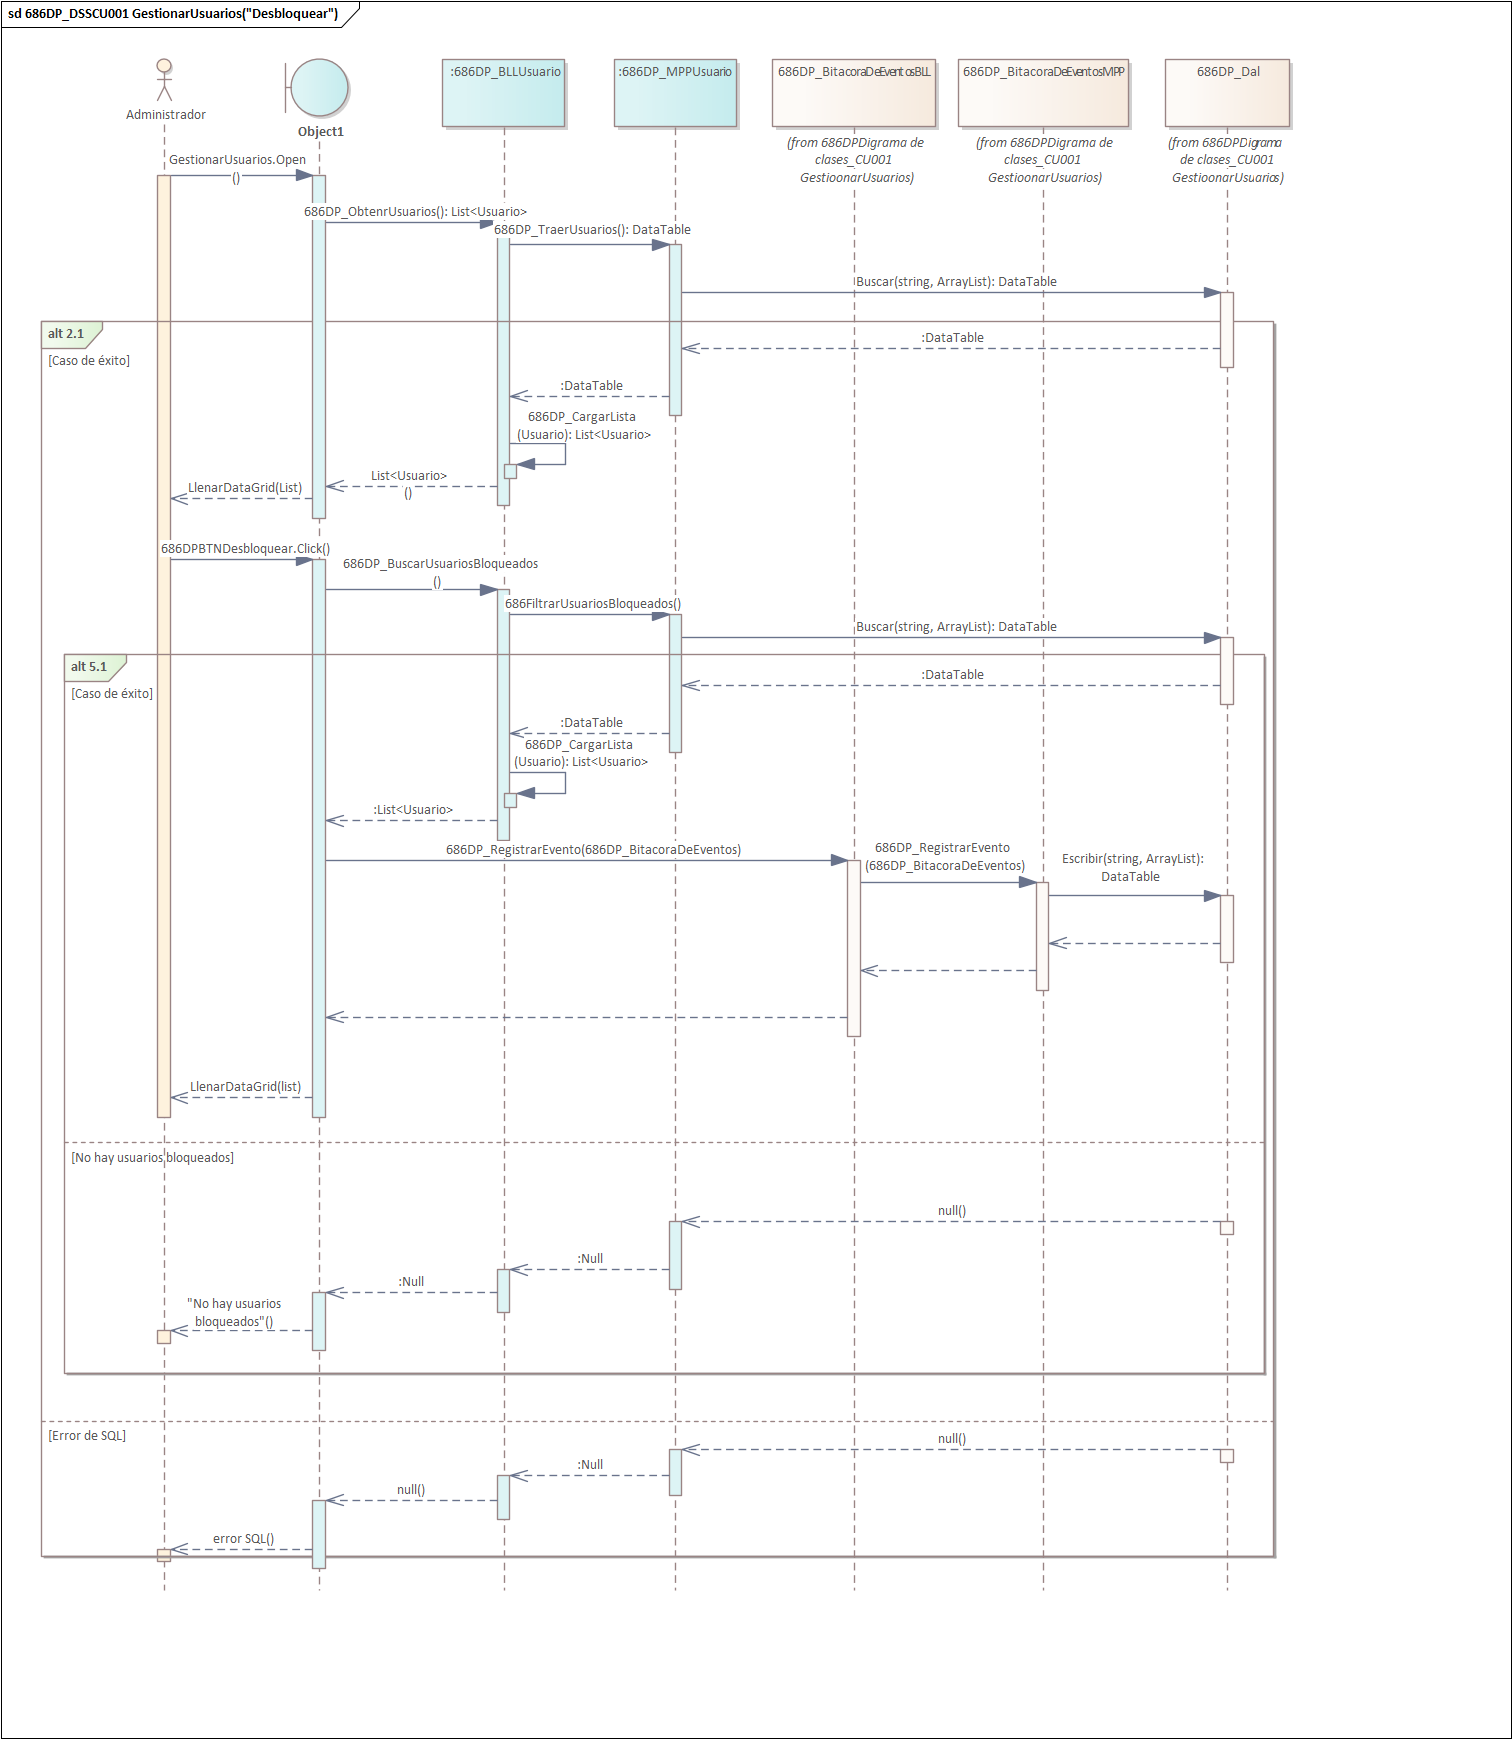 sd 686DP_DSSCU001 GestionarUsuarios("Desbloquear")
Administrador
Object1
:686DP_BLLUsuario
:686DP_MPPUsuario
686DP_BitacoraDeEventosBLL
(from 686DPDigrama de
clases_CU001
GestioonarUsuarios)
686DP_BitacoraDeEventosMPP
(from 686DPDigrama de
clases_CU001
GestioonarUsuarios)
686DP_Dal
(from 686DPDigrama
de clases_CU001
GestioonarUsuarios)
GestionarUsuarios.Open
()
686DP_ObtenrUsuarios(): List<Usuario>
686DP_TraerUsuarios(): DataTable
Buscar(string, ArrayList): DataTable
alt 2.1
[Caso de éxito]
:DataTable
:DataTable
686DP_CargarLista
(Usuario): List<Usuario>
List<Usuario>
()
LlenarDataGrid(List)
686DPBTNDesbloquear.Click()
686DP_BuscarUsuariosBloqueados
()
686FiltrarUsuariosBloqueados()
Buscar(string, ArrayList): DataTable
alt 5.1
[Caso de éxito]
:DataTable
:DataTable
686DP_CargarLista
(Usuario): List<Usuario>
:List<Usuario>
686DP_RegistrarEvento(686DP_BitacoraDeEventos)
686DP_RegistrarEvento
(686DP_BitacoraDeEventos)
Escribir(string, ArrayList):
DataTable
LlenarDataGrid(list)
[No hay usuarios bloqueados]
null()
:Null
:Null
"No hay usuarios
bloqueados"()
[Error de SQL]
null()
:Null
null()
error SQL()